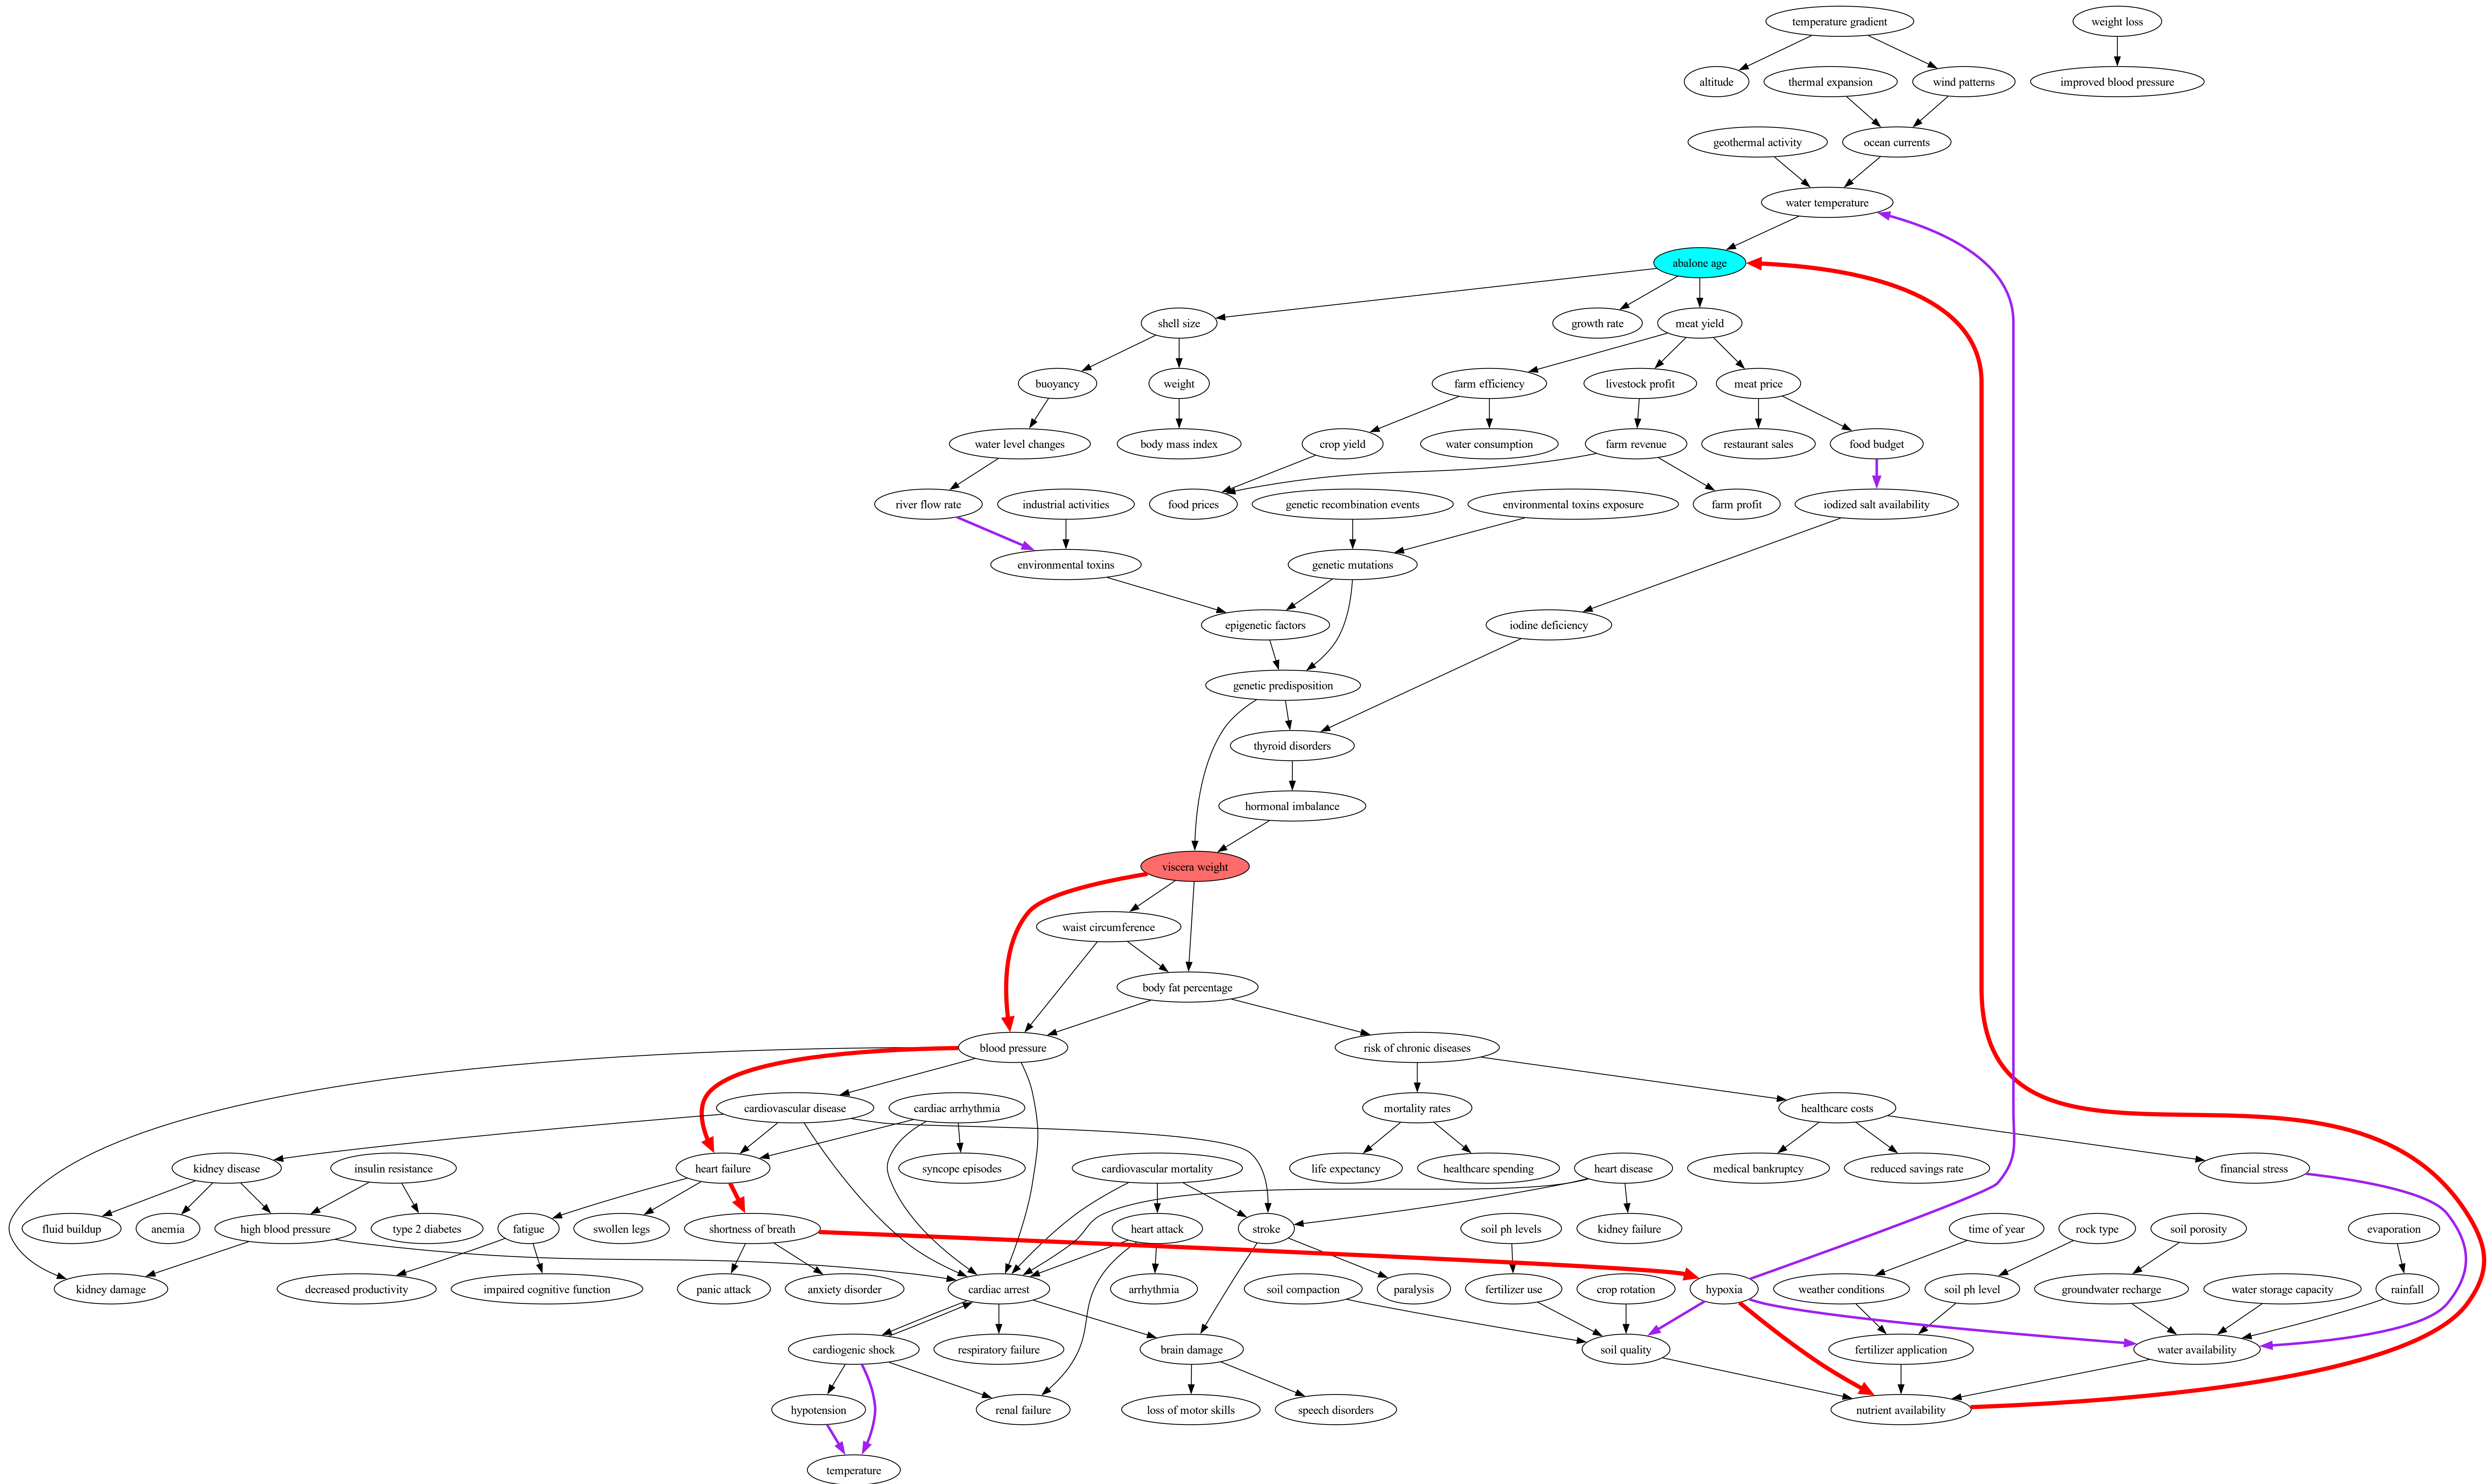 temperature gradient
weight loss
altitude
thermal expansion
wind patterns
improved blood pressure
geothermal activity
ocean currents
water temperature
abalone age
shell size
growth rate
meat yield
buoyancy
weight
farm efficiency
livestock profit
meat price
water level changes
body mass index
crop yield
water consumption
farm revenue
restaurant sales
food budget
river flow rate
industrial activities
food prices
genetic recombination events
environmental toxins exposure
farm profit
iodized salt availability
environmental toxins
genetic mutations
epigenetic factors
iodine deficiency
genetic predisposition
thyroid disorders
hormonal imbalance
viscera weight
waist circumference
body fat percentage
blood pressure
risk of chronic diseases
cardiovascular disease
cardiac arrhythmia
mortality rates
healthcare costs
kidney disease
insulin resistance
heart failure
syncope episodes
cardiovascular mortality
life expectancy
healthcare spending
heart disease
medical bankruptcy
reduced savings rate
financial stress
fluid buildup
anemia
high blood pressure
type 2 diabetes
fatigue
swollen legs
shortness of breath
heart attack
stroke
soil ph levels
kidney failure
time of year
rock type
soil porosity
evaporation
kidney damage
decreased productivity
impaired cognitive function
panic attack
anxiety disorder
cardiac arrest
arrhythmia
soil compaction
paralysis
fertilizer use
crop rotation
hypoxia
weather conditions
soil ph level
groundwater recharge
water storage capacity
rainfall
cardiogenic shock
respiratory failure
brain damage
soil quality
fertilizer application
water availability
hypotension
renal failure
loss of motor skills
speech disorders
nutrient availability
temperature